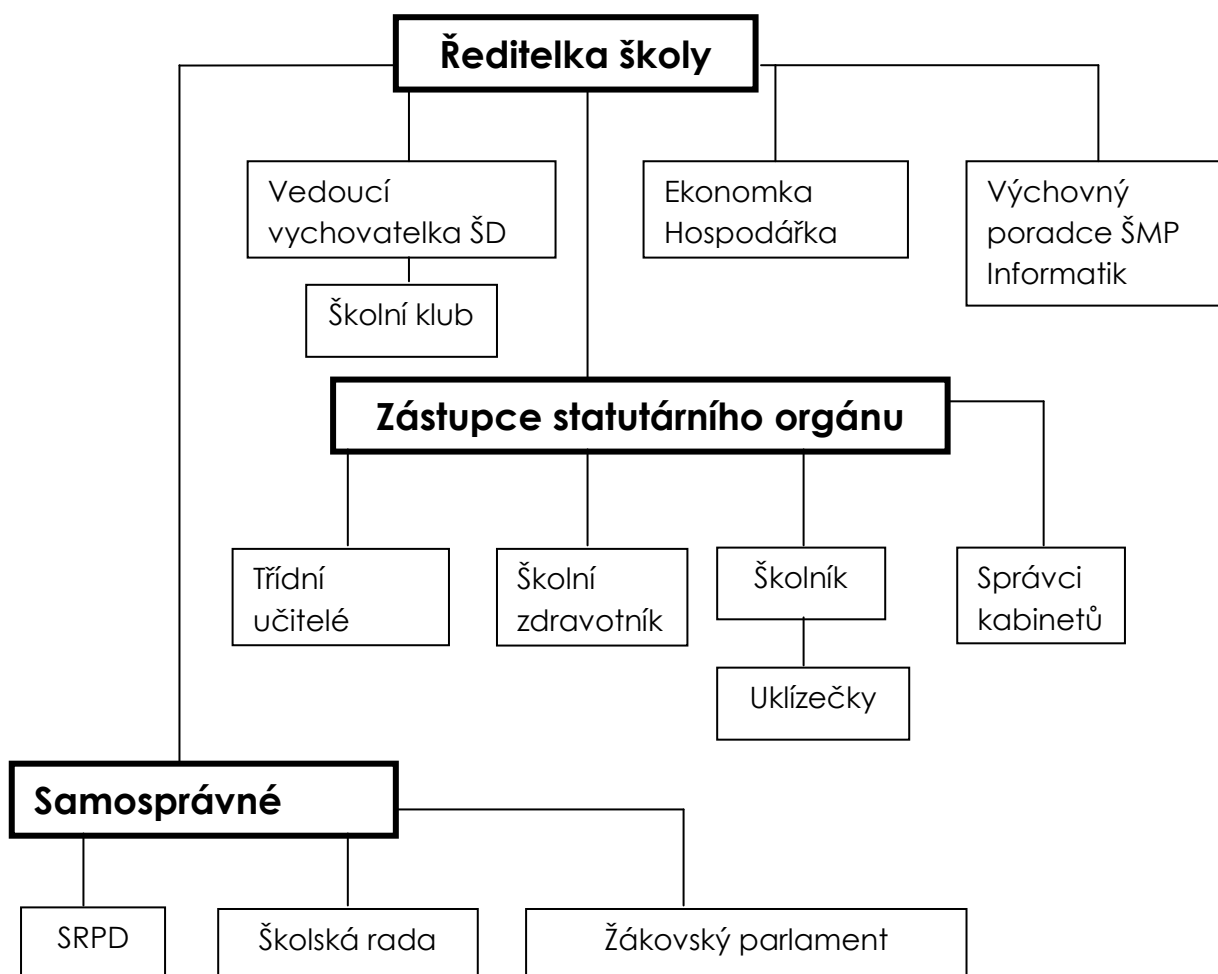 Ředitelka školy
Vedoucí
vychovatelka ŠD
Ekonomka
Hospodářka
Výchovný
poradce ŠMP
Informatik
Školní klub
Zástupce statutárního orgánu
Třídní
učitelé
Školní
zdravotník
Školník
Správci
kabinetů
Uklízečky
Samosprávné
SRPD
Školská rada
Žákovský parlament